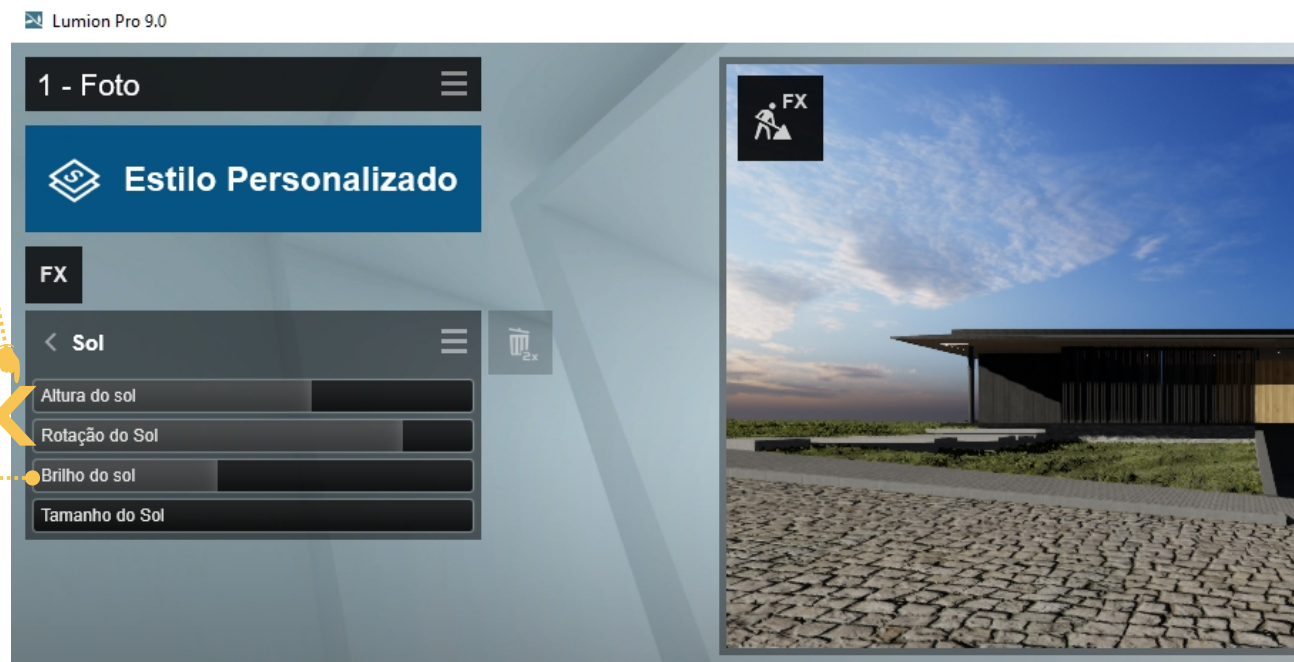 Lumion Pro 9.0
1 - Foto
FX
S Estilo Personalizado
FX
Sol
2x
Altura do sol
Rotação do Sol
Brilho do sol
Tamanho do Sol